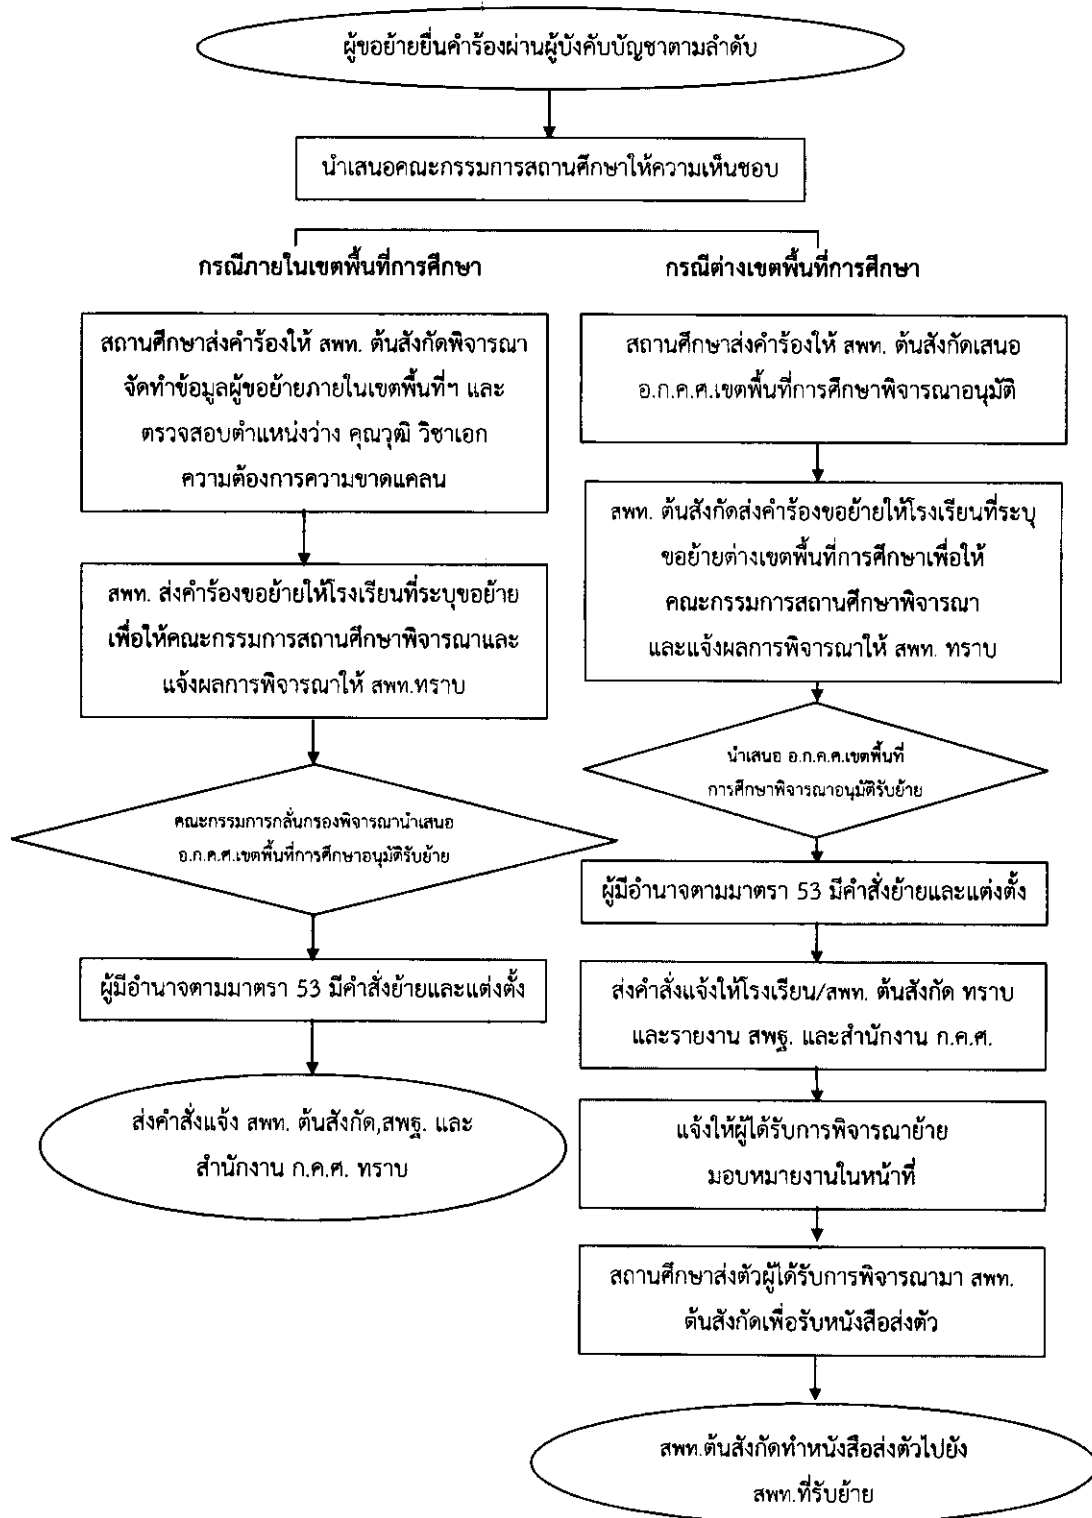 ผู้ขอย้ายยื่นคำร้องผ่านผู้บังคับบัญชาตามลำดับ
นำเสนอคณะกรรมการสถานศึกษาให้ความเห็นชอบ
กรณีภายในเขตพื้นที่การศึกษา
สถานศึกษาส่งคำร้องให้ สพท. ต้นสังกัดพิจารณา
จัดทำข้อมูลผู้ขอย้ายภายในเขตพื้นที่ฯ และ
ตรวจสอบตำแหน่งว่าง คุณวุฒิ วิชาเอก
ความต้องการความขาดแคลน
สพท. ส่งคำร้องขอย้ายให้โรงเรียนที่ระบุขอย้าย
เพื่อให้คณะกรรมการสถานศึกษาพิจารณาและ
แจ้งผลการพิจารณาให้ สพท.ทราบ
คณะกรรมการกลั่นกรองพิจารณานำเสนอ
อ.ก.ค.ศ.เขตพื้นที่การศึกษาอนุมัติรับย้าย
ผู้มีอำนาจตามมาตรา 53 มีคำสั่งย้ายและแต่งตั้ง
ส่งคำสั่งแจ้ง สพท. ต้นสังกัด,สพฐ. และ
สำนักงาน ก.ค.ศ. ทราบ
กรณีต่างเขตพื้นที่การศึกษา
สถานศึกษาส่งคำร้องให้ สพท. ต้นสังกัดเสนอ
อ.ก.ค.ศ.เขตพื้นที่การศึกษาพิจารณาอนุมัติ
สพท. ต้นสังกัดส่งคำร้องขอย้ายให้โรงเรียนที่ระบุ
ขอย้ายต่างเขตพื้นที่การศึกษาเพื่อให้
คณะกรรมการสถานศึกษาพิจารณา
และแจ้งผลการพิจารณาให้ สพท. ทราบ
นำเสนอ อ.ก.ค.ศ.เขตพื้นที่
การศึกษาพิจารณาอนุมัติรับย้าย
ผู้มีอำนาจตามมาตรา 53 มีคำสั่งย้ายและแต่งตั้ง
ส่งคำสั่งแจ้งให้โรงเรียน/สพท. ต้นสังกัด ทราบ
และรายงาน สพฐ. และสำนักงาน ก.ค.ศ.
แจ้งให้ผู้ได้รับการพิจารณาย้าย
มอบหมายงานในหน้าที่
สถานศึกษาส่งตัวผู้ได้รับการพิจารณามา สพท.
ต้นสังกัดเพื่อรับหนังสือส่งตัว
สพท.ต้นสังกัดทำหนังสือส่งตัวไปยัง
สพท.ที่รับย้าย